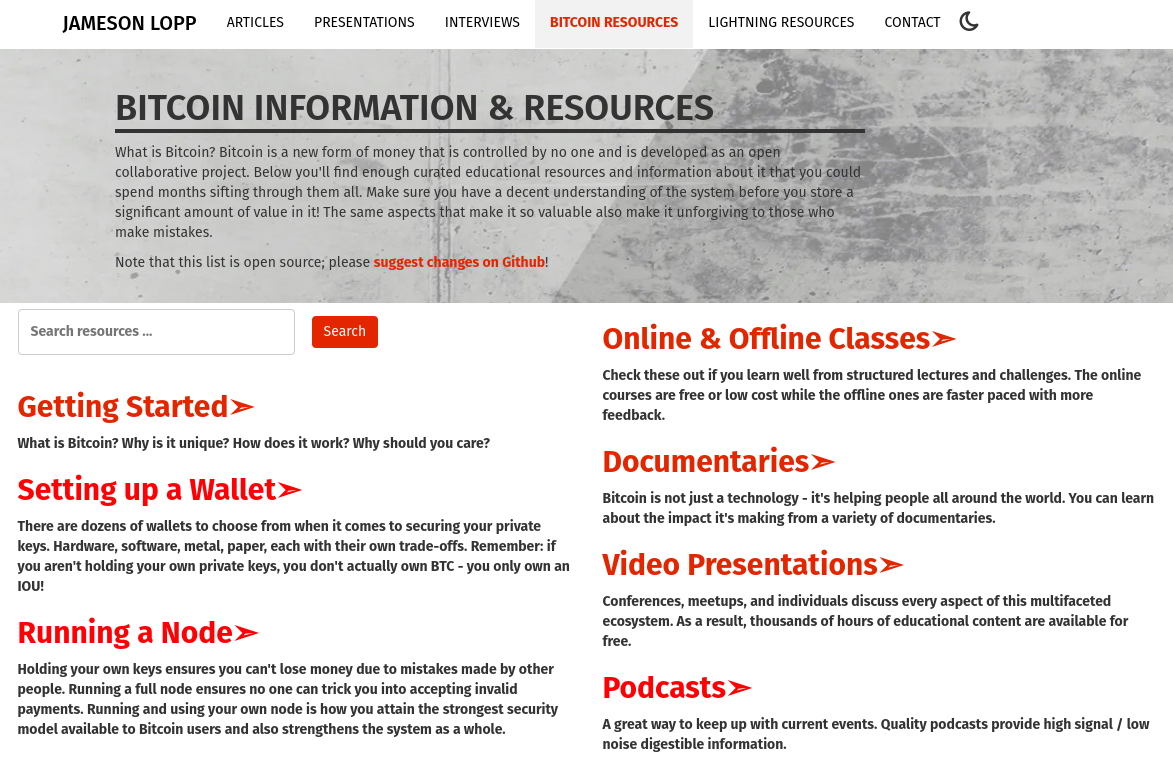 JAMESON LOPP ARTICLES PRESENTATIONS INTERVIEWS BITCOIN RESOURCES LIGHTNING RESOURCES CONTACT
BITCOIN INFORMATION & RESOURCES
What is Bitcoin? Bitcoin is a new form of money that is controlled by no one and is developed as an open
collaborative project. Below you'll find enough curated educational resources and information about it that you could
spend months sifting through them all. Make sure you have a decent understanding of the system before you store a
significant amount of value in it! The same aspects that make it so valuable also make it unforgiving to those who
make mistakes.
Note that this list is open source; please suggest changes on Github!
Search resources ... Search
Getting Started➣
What is Bitcoin? Why is it unique? How does it work? Why should you care?
Setting up a Wallet➣
There are dozens of wallets to choose from when it comes to securing your private
keys. Hardware, software, metal, paper, each with their own trade-offs. Remember: if
you aren't holding your own private keys, you don't actually own BTC - you only own an
IOU!
Running a Node➣
Holding your own keys ensures you can't lose money due to mistakes made by other
people. Running a full node ensures no one can trick you into accepting invalid
payments. Running and using your own node is how you attain the strongest security
model available to Bitcoin users and also strengthens the system as a whole.
Online & Offline Classes➣
Check these out if you learn well from structured lectures and challenges. The online
courses are free or low cost while the offline ones are faster paced with more
feedback.
Documentaries➣
Bitcoin is not just a technology - it's helping people all around the world. You can learn
about the impact it's making from a variety of documentaries.
Video Presentations➣
Conferences, meetups, and individuals discuss every aspect of this multifaceted
ecosystem. As a result, thousands of hours of educational content are available for
free.
Podcasts➣
A great way to keep up with current events. Quality podcasts provide high signal / low
noise digestible information.